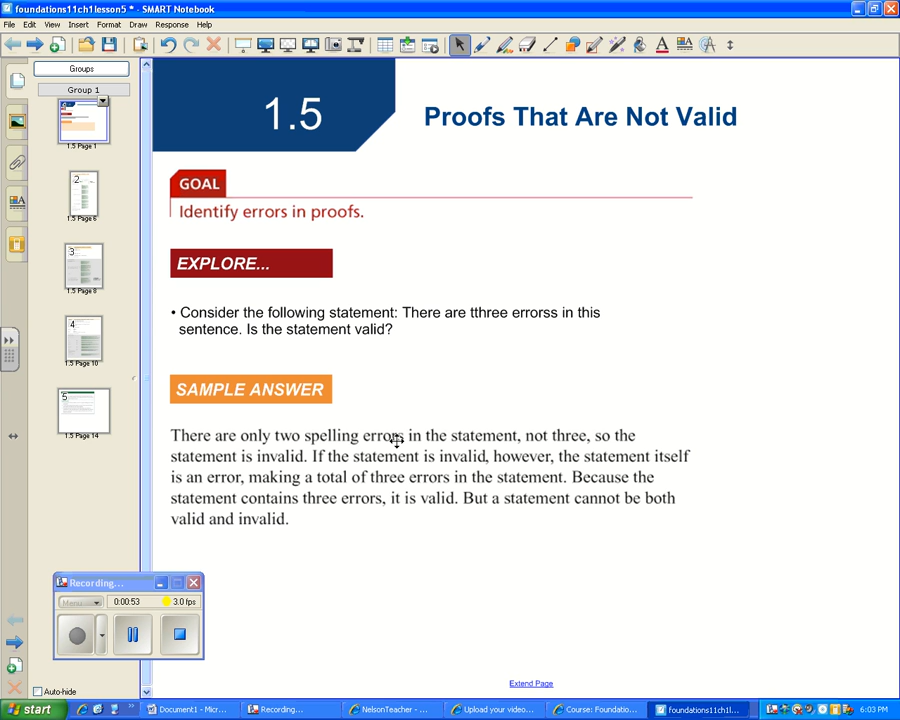 foundations11ch1lesson5 * - SMART Notebook
File Edit View Insert Format Draw Response Help
Groups
Group 1
1.5 Page 1
2
1.5 Page 6
3
1.5 Page 8
4
1.5 Page 10
5
1.5 Page 14
1.5
Proofs That Are Not Valid
GOAL
Identify errors in proofs.
EXPLORE...
• Consider the following statement: There are tthree errorss in this
sentence. Is the statement valid?
SAMPLE ANSWER
There are only two spelling errors in the statement, not three, so the
statement is invalid. If the statement is invalid, however, the statement itself
is an error, making a total of three errors in the statement. Because the
statement contains three errors, it is valid. But a statement cannot be both
valid and invalid.
Recording...
Menu
0:00:53
3.0 fps
Extend Page
Auto-hide
start
Document1 - Micr...
Recording...
NelsonTeacher - ...
Upload your video...
Course: Foundatio...
foundations11ch1l...
6:03 PM